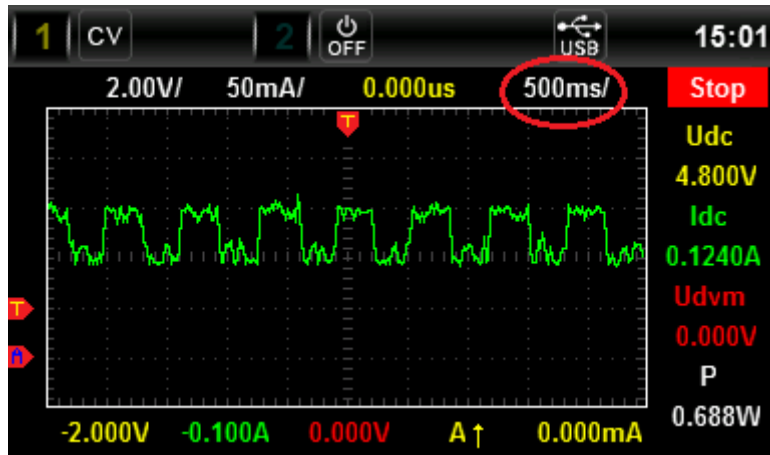 1 CV 2 OFF USB 15:01
2.00V/ 50mA/ 0.000us 500ms/ Stop
T
Udc
4.800V
Idc
0.1240A
T
Udvm
0.000V
A
P
0.688W
-2.000V -0.100A 0.000V A↑ 0.000mA